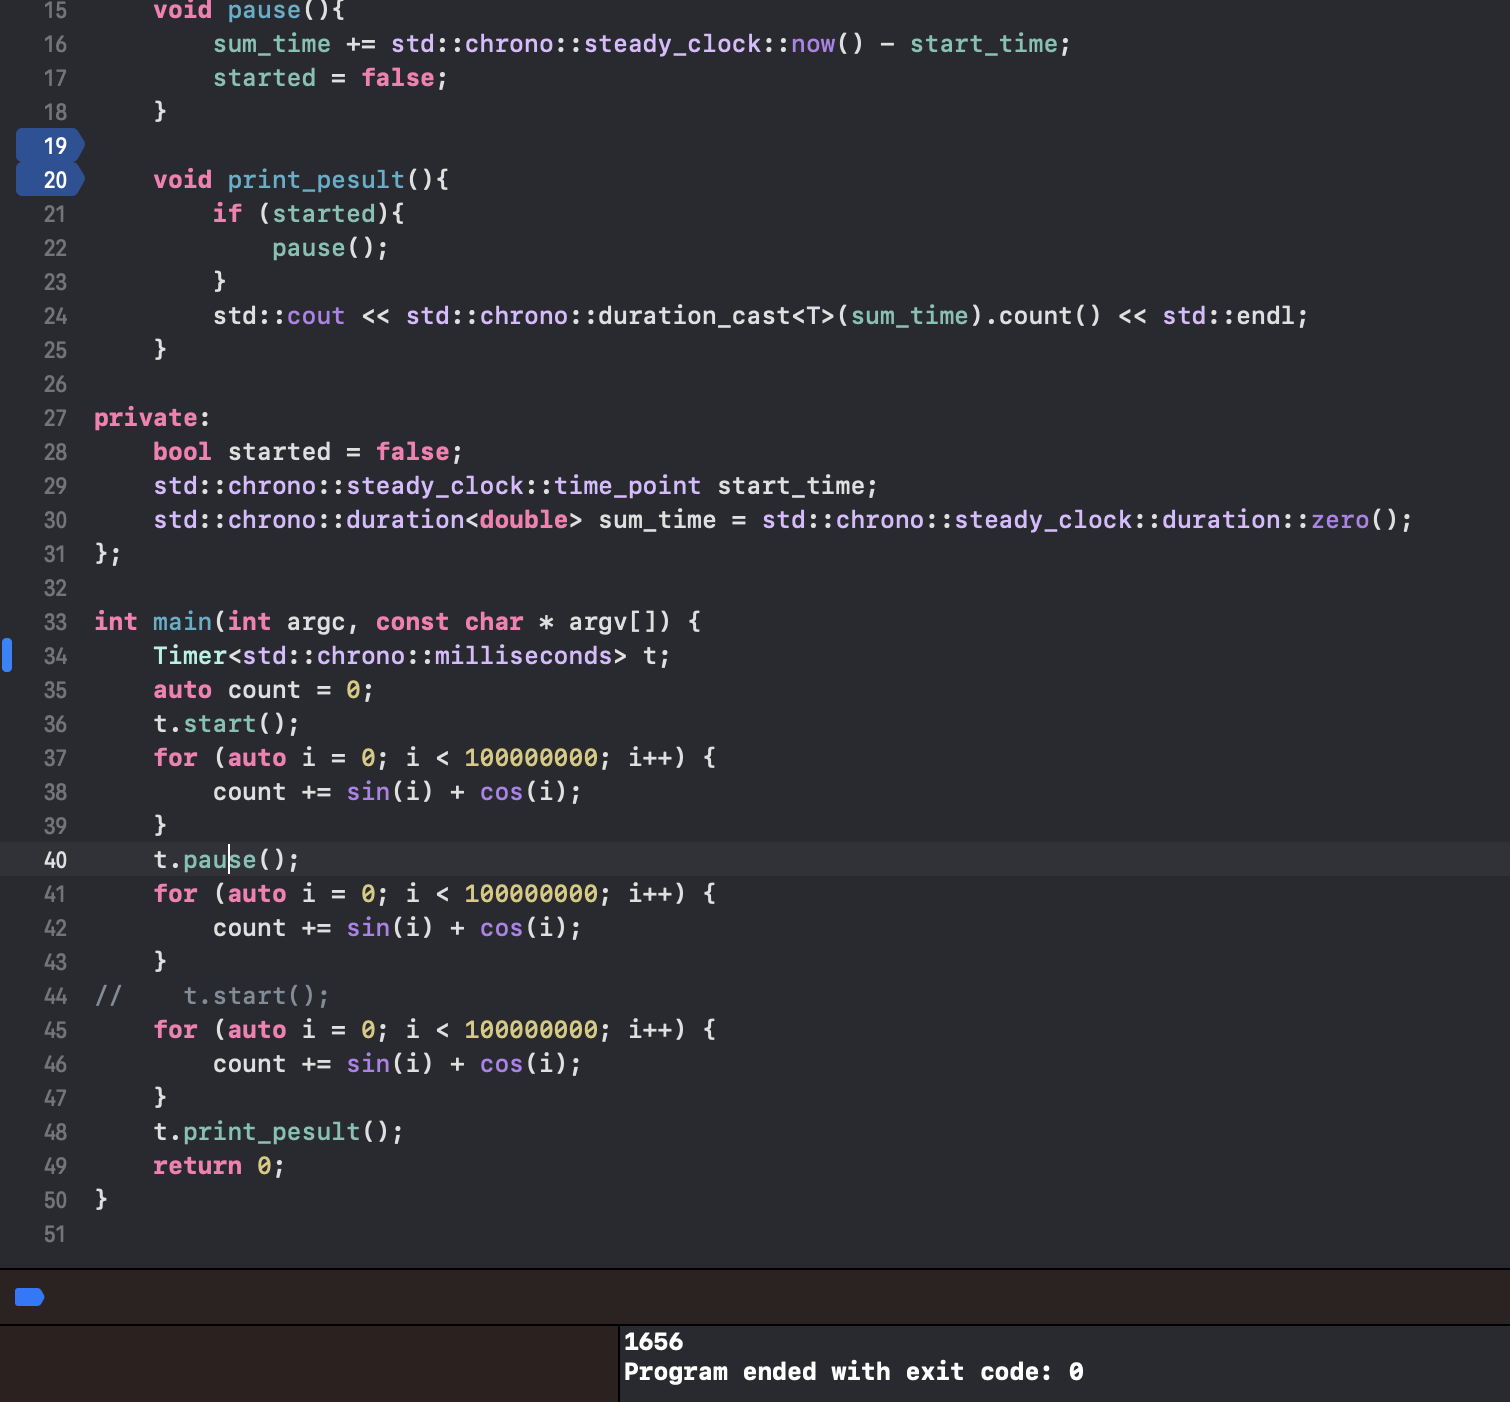 15 void pause(){
16 sum_time += std::chrono::steady_clock::now() - start_time;
17 started = false;
18 }
19
20 void print_pesult(){
21 if (started){
22 pause();
23 }
24 std::cout << std::chrono::duration_cast<T>(sum_time).count() << std::endl;
25 }
26
27 private:
28 bool started = false;
29 std::chrono::steady_clock::time_point start_time;
30 std::chrono::duration<double> sum_time = std::chrono::steady_clock::duration::zero();
31 };
32
33 int main(int argc, const char * argv[]) {
34 Timer<std::chrono::milliseconds> t;
35 auto count = 0;
36 t.start();
37 for (auto i = 0; i < 100000000; i++) {
38 count += sin(i) + cos(i);
39 }
40 t.pause();
41 for (auto i = 0; i < 100000000; i++) {
42 count += sin(i) + cos(i);
43 }
44 // t.start();
45 for (auto i = 0; i < 100000000; i++) {
46 count += sin(i) + cos(i);
47 }
48 t.print_pesult();
49 return 0;
50 }
51
1656
Program ended with exit code: 0